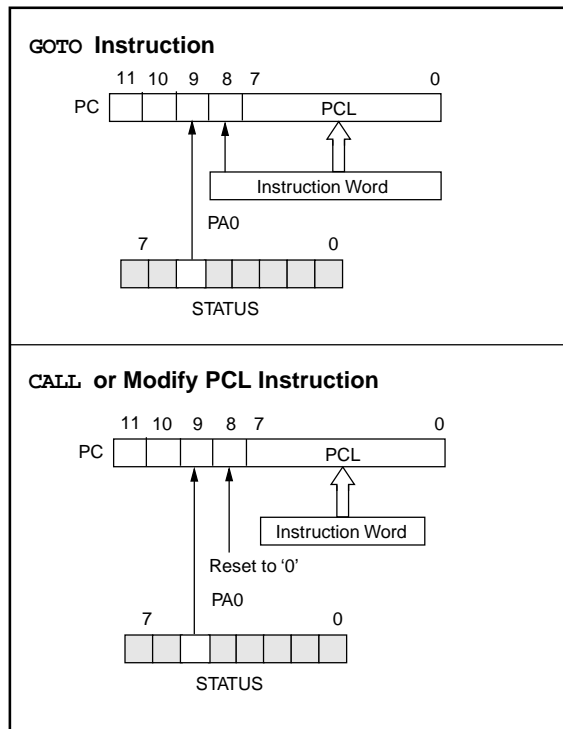 GOTO Instruction
11 10 9 8 7 0
PC PCL
Instruction Word
PA0
7 0
STATUS
CALL or Modify PCL Instruction
11 10 9 8 7 0
PC PCL
Instruction Word
Reset to ‘0’
PA0
7 0
STATUS